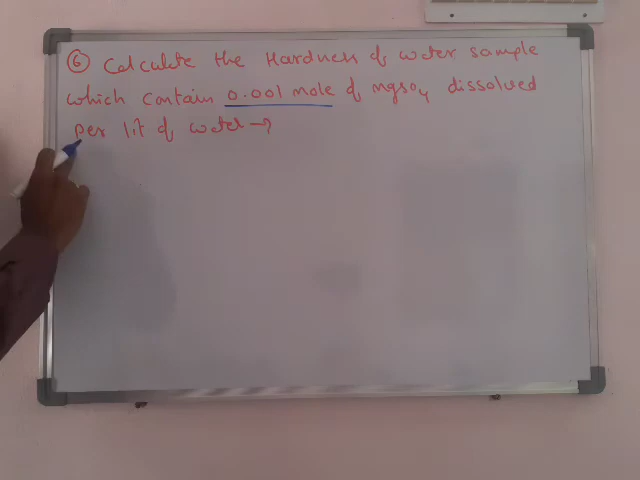 ⑥ Calculate the Hardness of water sample
which contain 0.001 mole of MgSO4 dissolved
per lit of water →